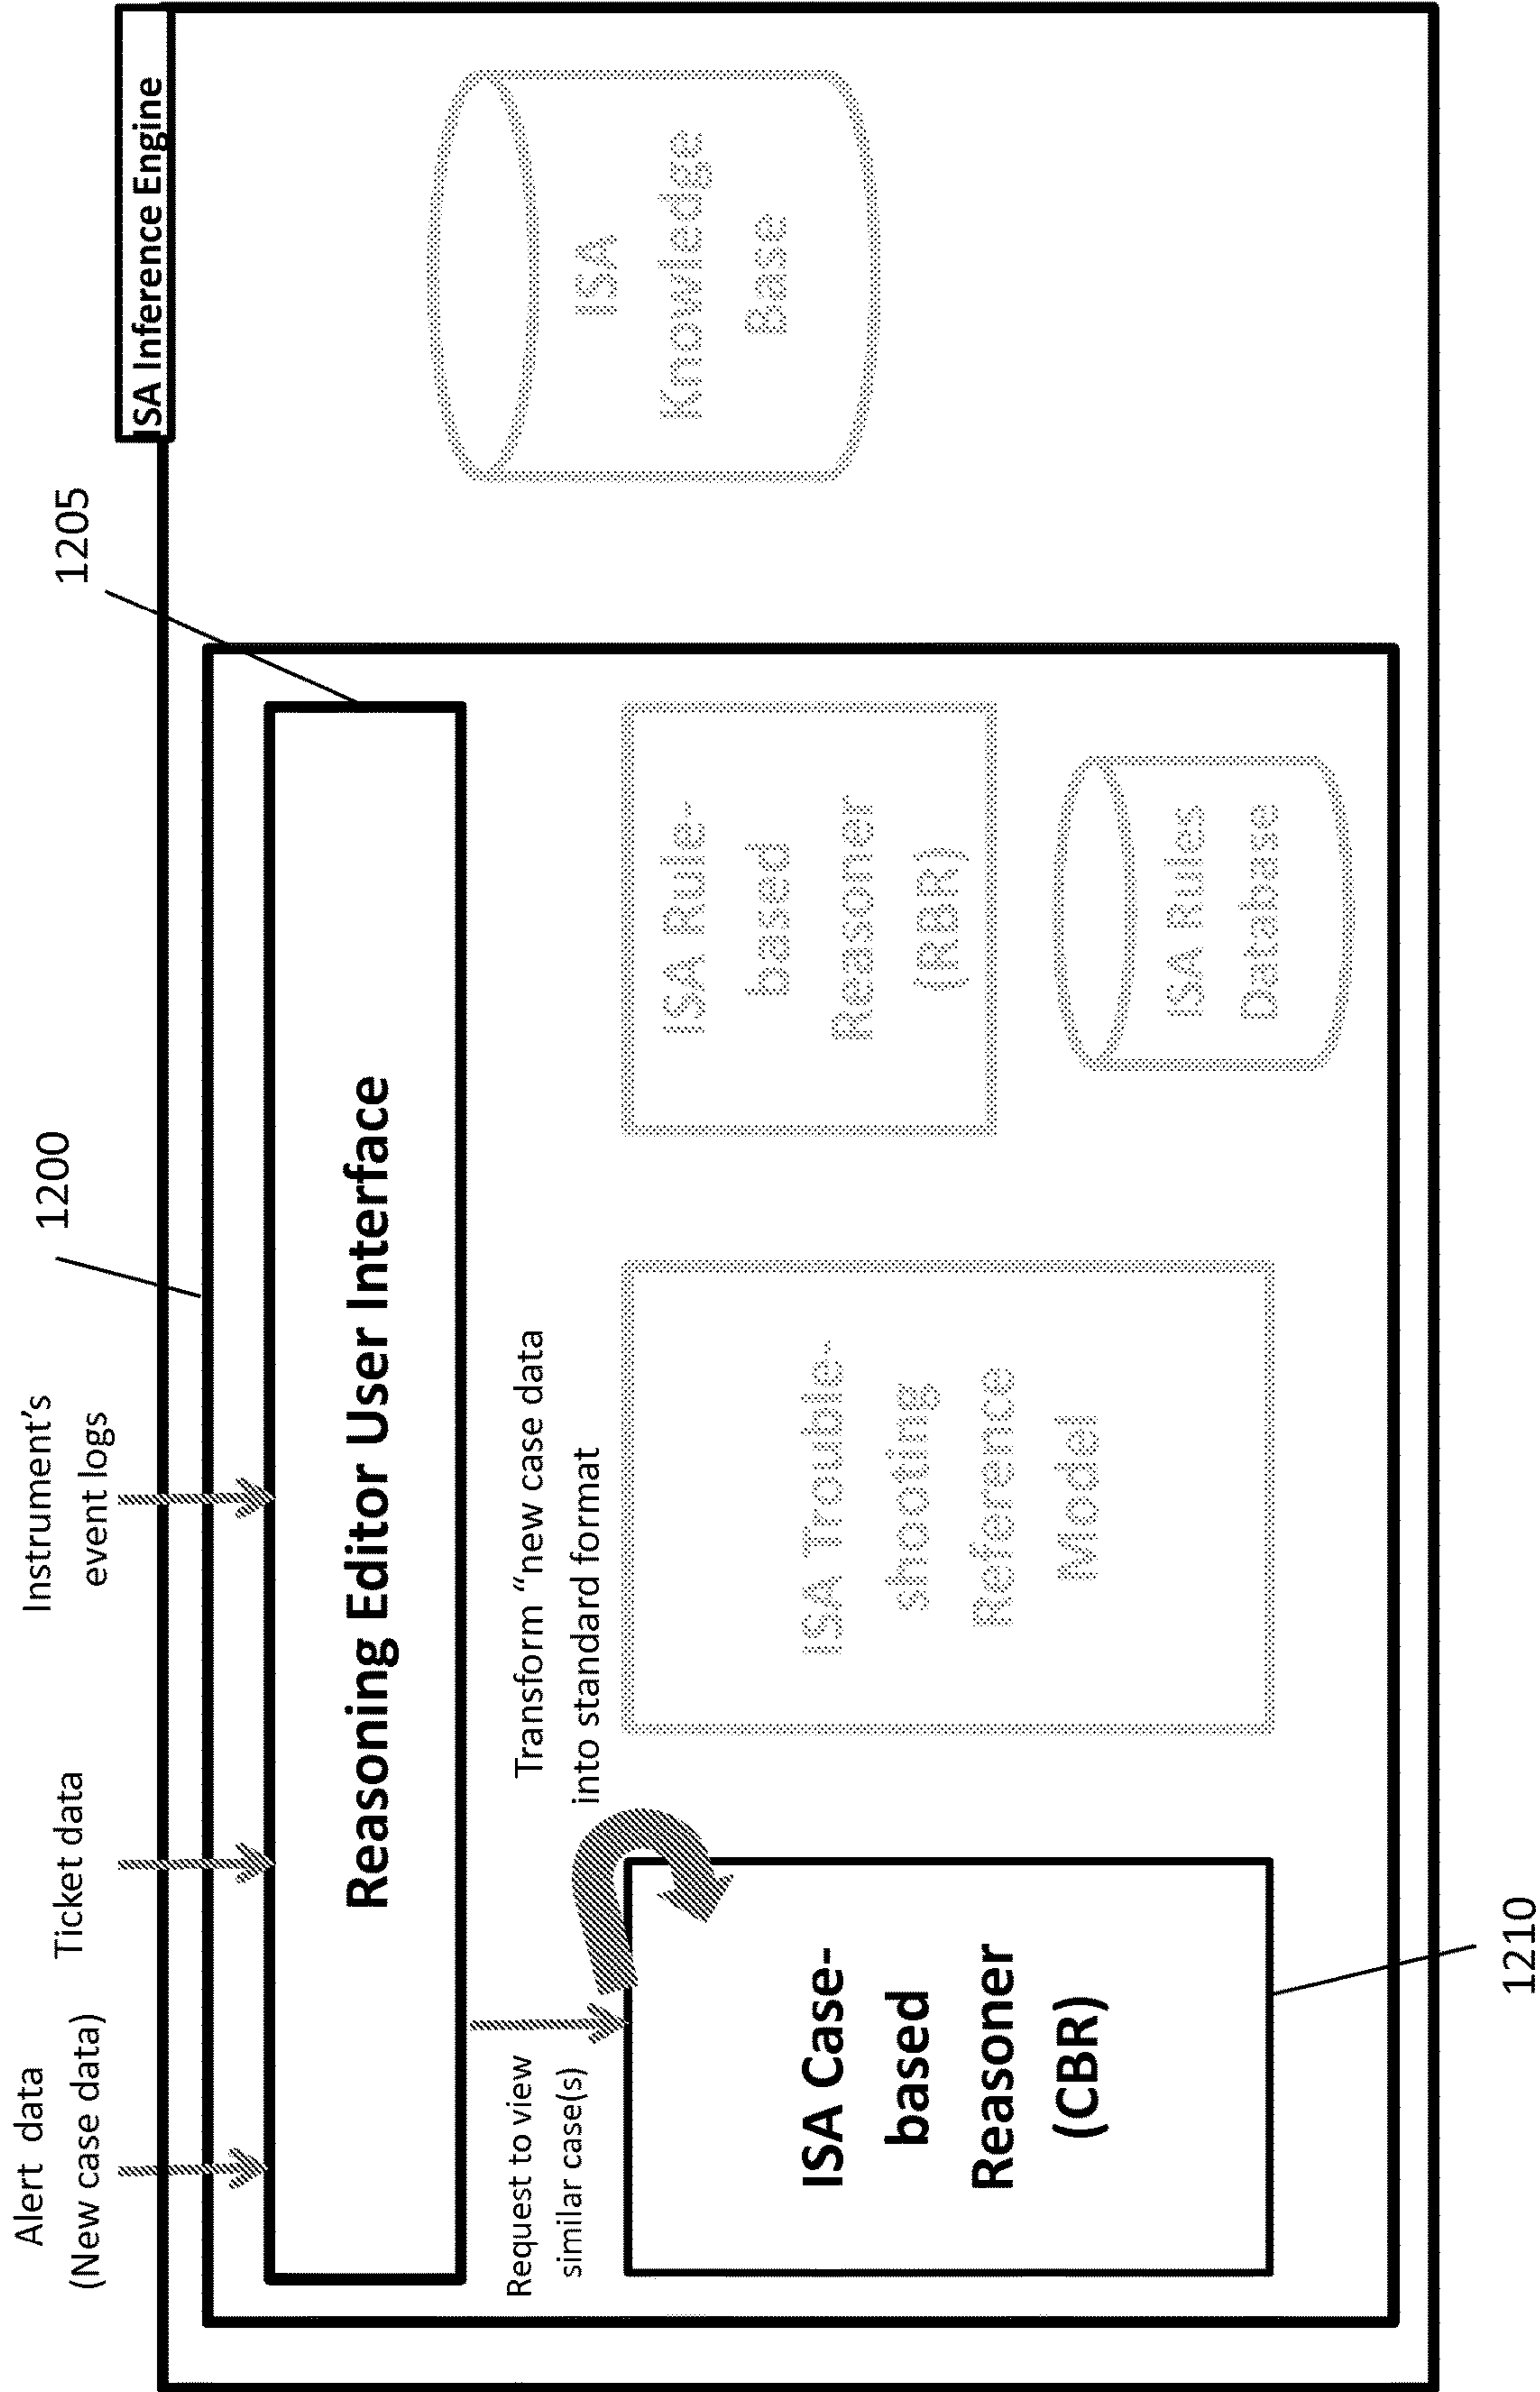 Alert data
(New case data)
Ticket data
Instrument's
event logs
1200
1205
ISA Inference Engine
Reasoning Editor User Interface
Request to view
similar case(s)
Transform “new case data
into standard format
ISA Case-
based
Reasoner
(CBR)
ISA Trouble-
shooting
Reference
Model
ISA Rule-
based
Reasoner
(RBR)
ISA Rules
Database
ISA
Knowledge
Base
1210